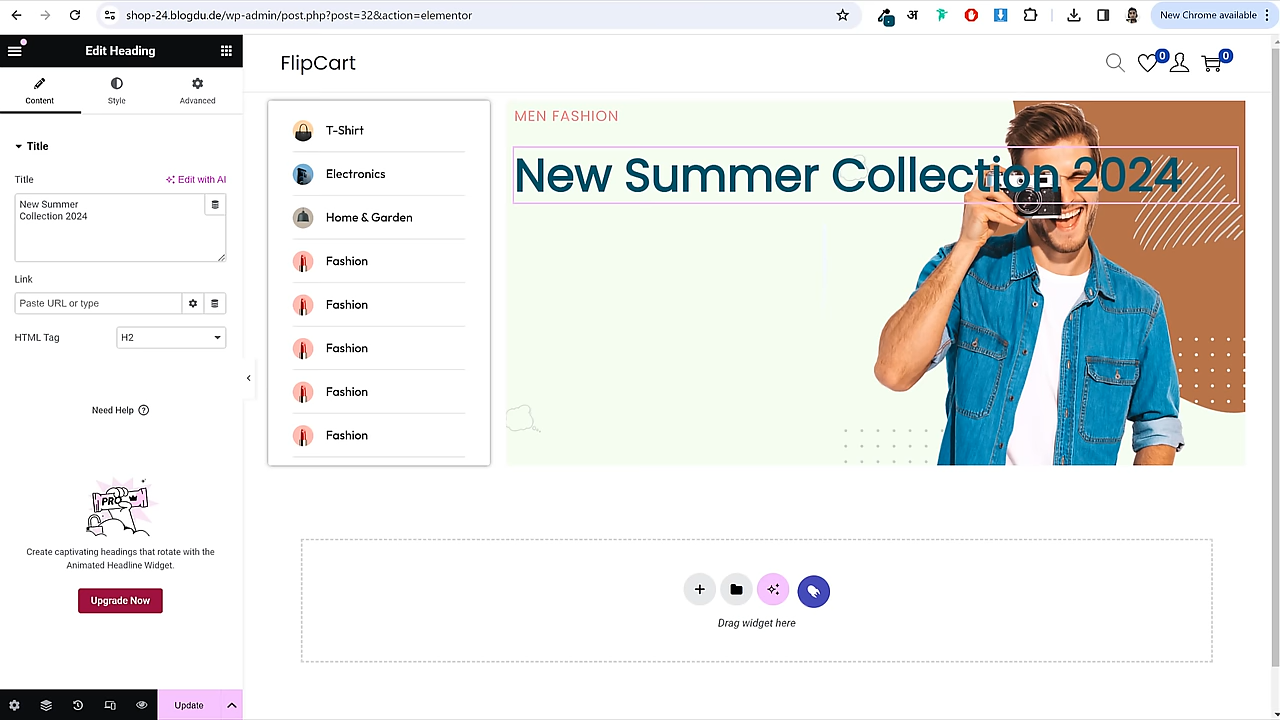 shop-24.blogdu.de/wp-admin/post.php?post=32&action=elementor
अ
New Chrome available
Edit Heading
Content
Style
Advanced
Title
Title
Edit with AI
New Summer
Collection 2024
Link
Paste URL or type
HTML Tag
H2
Need Help
PRO
Create captivating headings that rotate with the
Animated Headline Widget.
Upgrade Now
Update
FlipCart
0
0
T-Shirt
Electronics
Home & Garden
Fashion
Fashion
Fashion
Fashion
Fashion
MEN FASHION
New Summer Collection 2024
Drag widget here